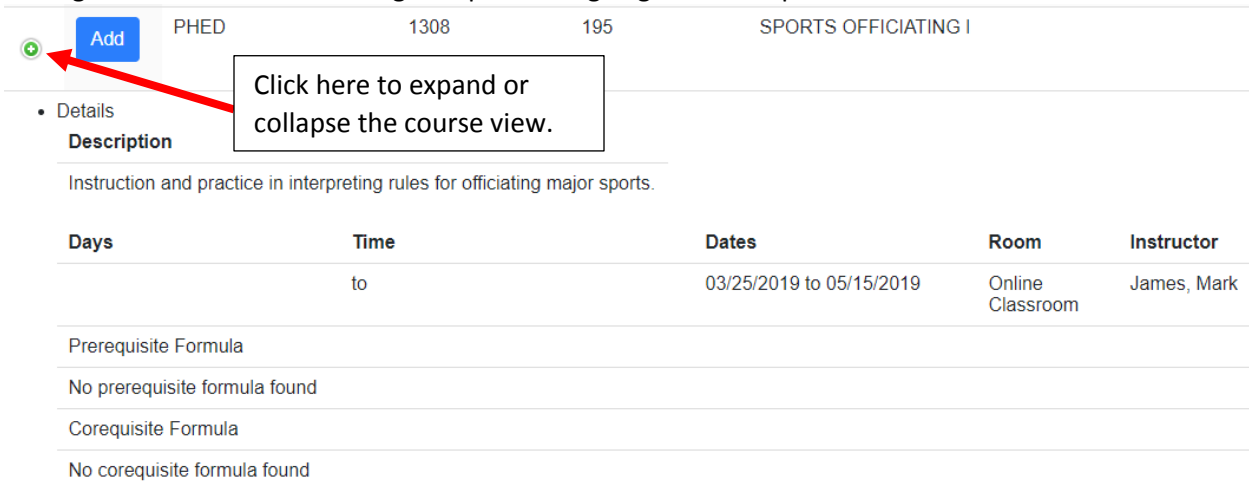 Add PHED 1308 195 SPORTS OFFICIATING I
Click here to expand or
collapse the course view.
• Details
Description
Instruction and practice in interpreting rules for officiating major sports.
Days Time Dates Room Instructor
to 03/25/2019 to 05/15/2019 Online Classroom James, Mark
Prerequisite Formula
No prerequisite formula found
Corequisite Formula
No corequisite formula found